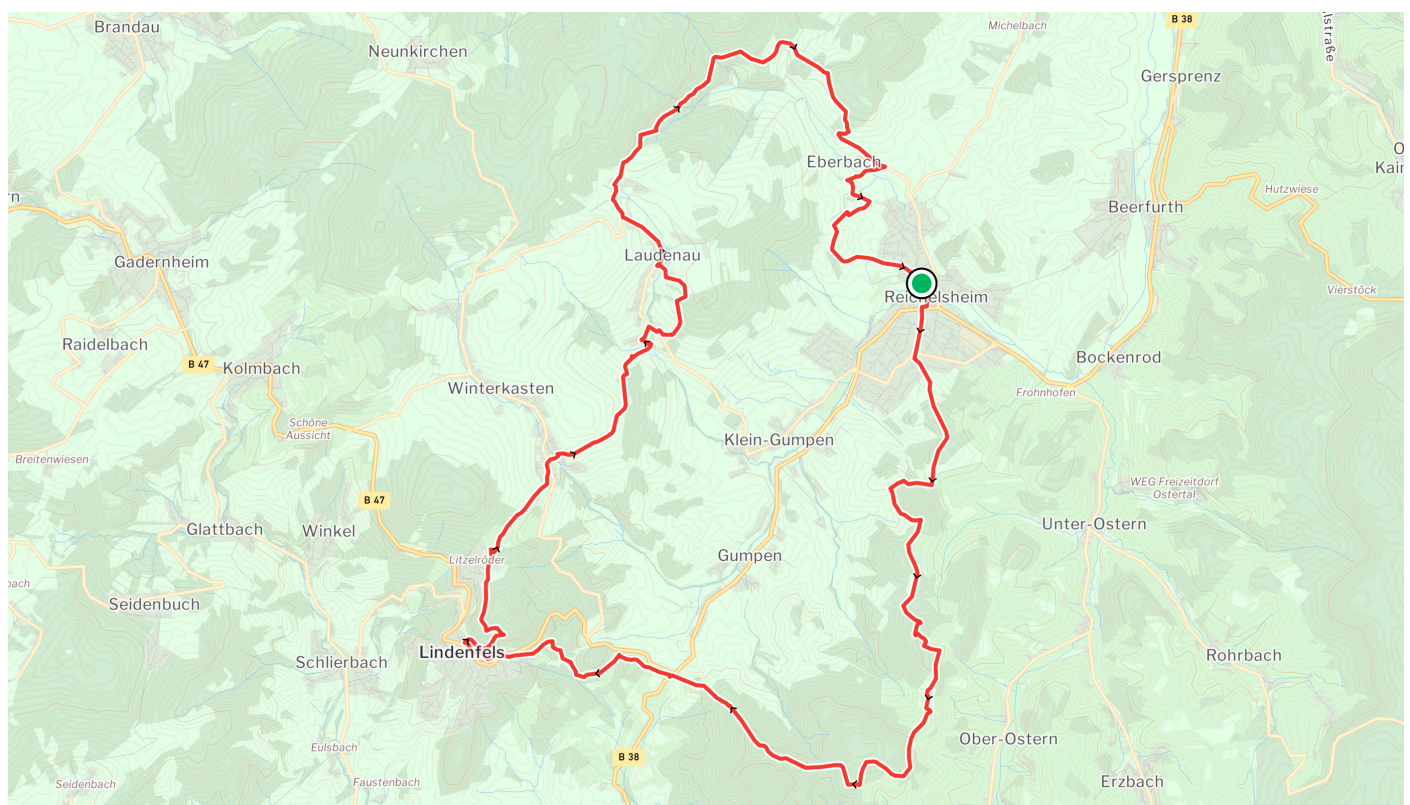 Brandau
Neunkirchen
Michelbach
B 38
Gersprenz
Eberbach
Hutzwiese
Beerfurth
Laudenau
Gadernheim
Reichelsheim
Vierstöck
Raidelbach
B 47
Kolmbach
Bockenrod
Winterkasten
Frohnhofen
Schöne
Aussicht
Klein-Gumpen
Breitenwiesen
WEG Freizeitdorf
Ostertal
B 47
Glattbach
Winkel
Unter-Ostern
Litzelröder
Gumpen
Seidenbuch
Lindenfels
Schlierbach
Rohrbach
Ober-Ostern
Eulsbach
B 38
Seidenbach
Faustenbach
Erzbach